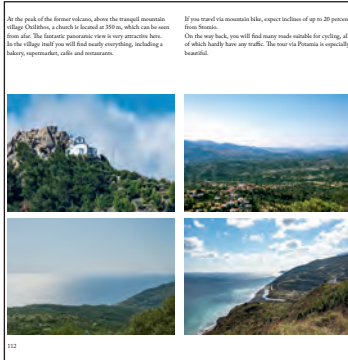 At the peak of the former volcano, above the tranquil mountain
village Oxilithos, a church is located at 350 m, which can be seen
from afar. The fantastic panoramic view is very attractive here.
In the village itself you will find nearly everything, including a
bakery, supermarket, cafés and restaurants.
If you travel via mountain bike, expect inclines of up to 20 percen
from Stomio.
On the way back, you will find many roads suitable for cycling, al
of which hardly have any traffic. The tour via Potamia is especially
beautiful.
112